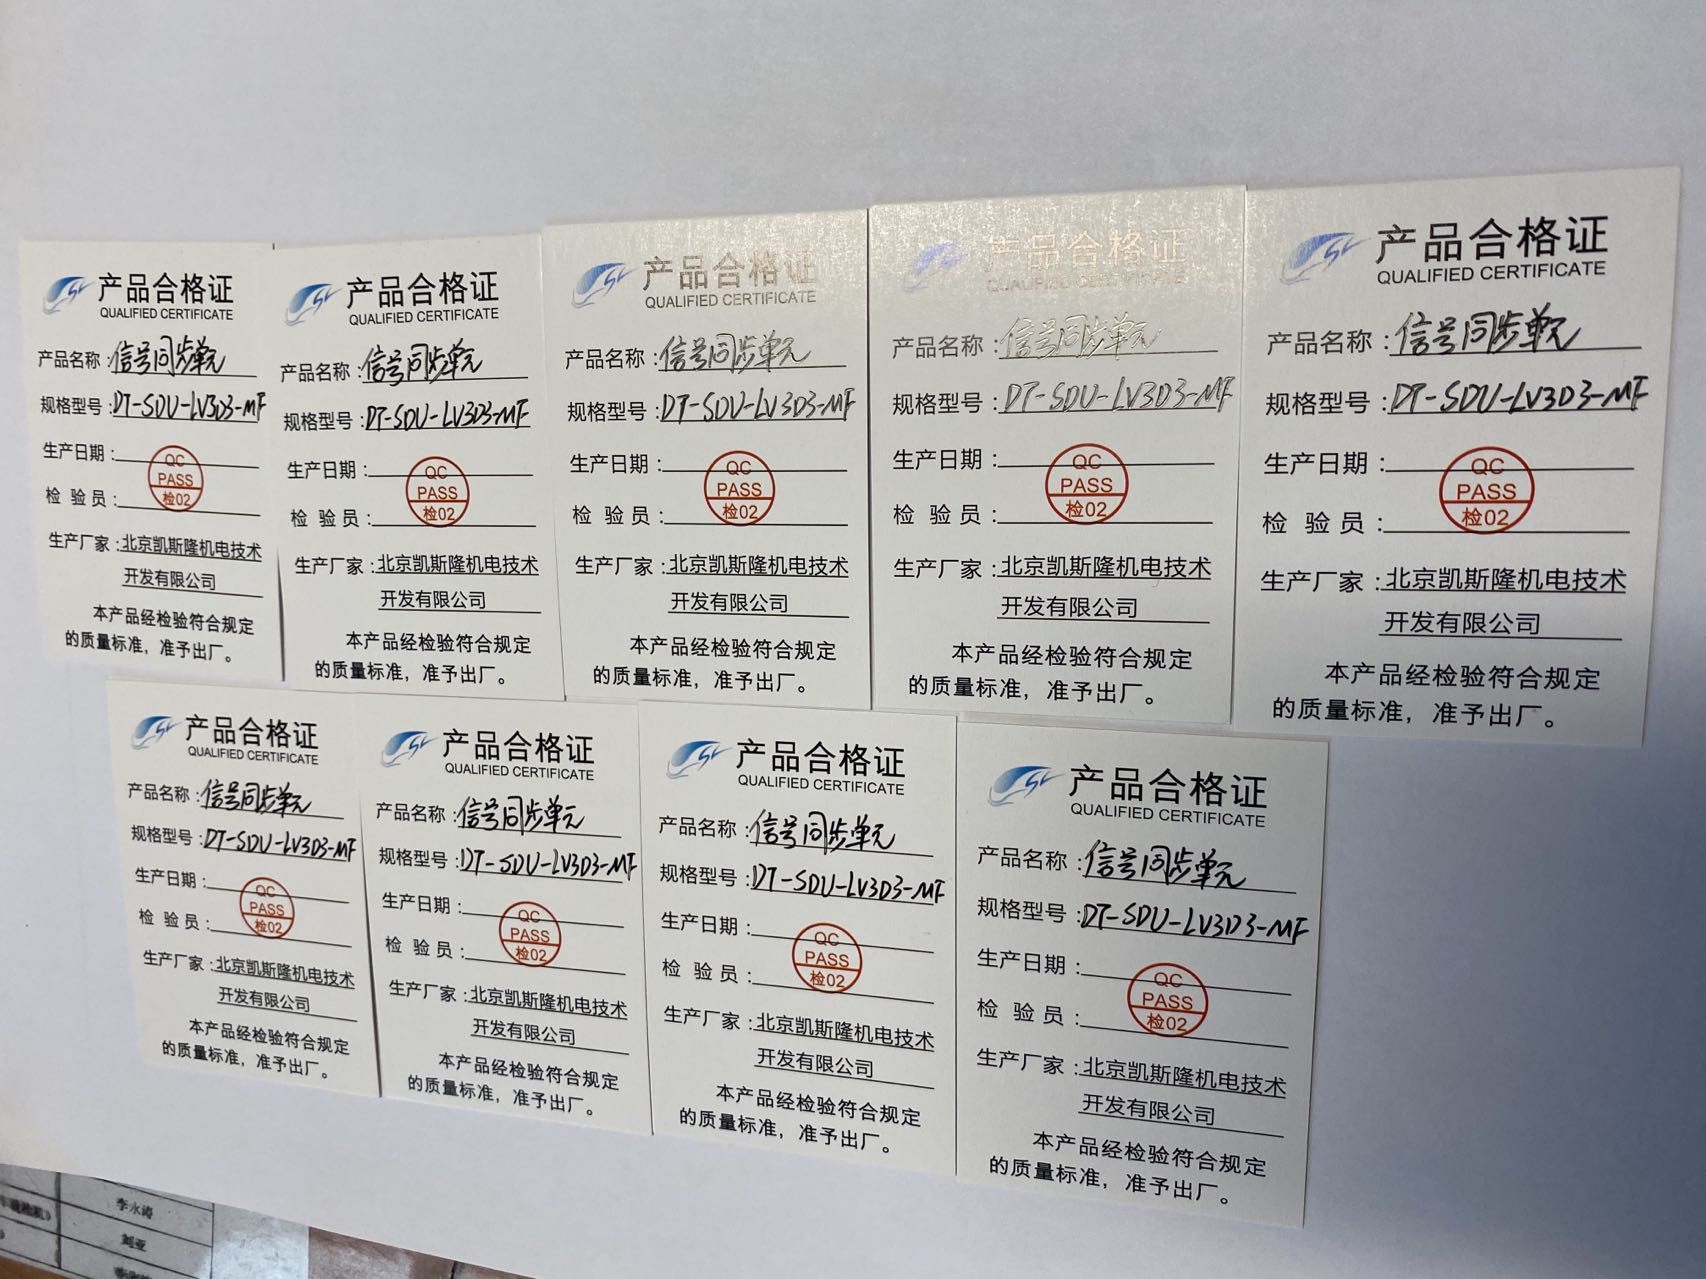 产品合格证
QUALIFIED CERTIFICATE
产品名称：信号同步单元
规格型号：DT-SDU-LV3D3-MF
生产日期：
检 验 员：
QC
PASS
检02
生产厂家：北京凯斯隆机电技术
开发有限公司
本产品经检验符合规定
的质量标准，准予出厂。
产品合格证
QUALIFIED CERTIFICATE
产品名称：信号同步单元
规格型号：DT-SDU-LV3D3-MF
生产日期：
检 验 员：
QC
PASS
检02
生产厂家：北京凯斯隆机电技术
开发有限公司
本产品经检验符合规定
的质量标准，准予出厂。
产品合格证
QUALIFIED CERTIFICATE
产品名称：信号同步单元
规格型号：DT-SDU-LV3D3-MF
生产日期：
检 验 员：
QC
PASS
检02
生产厂家：北京凯斯隆机电技术
开发有限公司
本产品经检验符合规定
的质量标准，准予出厂。
产品合格证
QUALIFIED CERTIFICATE
产品名称：信号同步单元
规格型号：DT-SDU-LV3D3-MF
生产日期：
检 验 员：
QC
PASS
检02
生产厂家：北京凯斯隆机电技术
开发有限公司
本产品经检验符合规定
的质量标准，准予出厂。
产品合格证
QUALIFIED CERTIFICATE
产品名称：信号同步单元
规格型号：DT-SDU-LV3D3-MF
生产日期：
检 验 员：
QC
PASS
检02
生产厂家：北京凯斯隆机电技术
开发有限公司
本产品经检验符合规定
的质量标准，准予出厂。
产品合格证
QUALIFIED CERTIFICATE
产品名称：信号同步单元
规格型号：DT-SDU-LV3D3-MF
生产日期：
检 验 员：
QC
PASS
检02
生产厂家：北京凯斯隆机电技术
开发有限公司
本产品经检验符合规定
的质量标准，准予出厂。
产品合格证
QUALIFIED CERTIFICATE
产品名称：信号同步单元
规格型号：DT-SDU-LV3D3-MF
生产日期：
检 验 员：
QC
PASS
检02
生产厂家：北京凯斯隆机电技术
开发有限公司
本产品经检验符合规定
的质量标准，准予出厂。
产品合格证
QUALIFIED CERTIFICATE
产品名称：信号同步单元
规格型号：DT-SDU-LV3D3-MF
生产日期：
检 验 员：
QC
PASS
检02
生产厂家：北京凯斯隆机电技术
开发有限公司
本产品经检验符合规定
的质量标准，准予出厂。
产品合格证
QUALIFIED CERTIFICATE
产品名称：信号同步单元
规格型号：DT-SDU-LV3D3-MF
生产日期：
检 验 员：
QC
PASS
检02
生产厂家：北京凯斯隆机电技术
开发有限公司
本产品经检验符合规定
的质量标准，准予出厂。
李永涛
刘亚